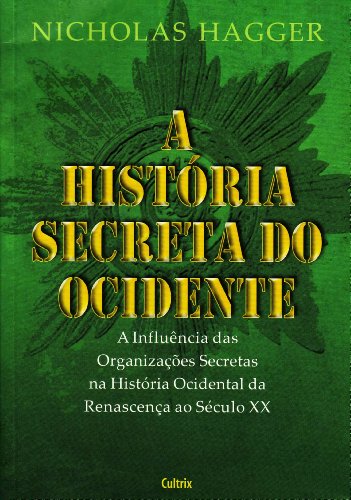 NICHOLAS HAGGER
A
HISTÓRIA
SECRETA DO
OCIDENTE
A Influência das
Organizações Secretas
na História Ocidental da
Renascença ao Século XX
Cultrix